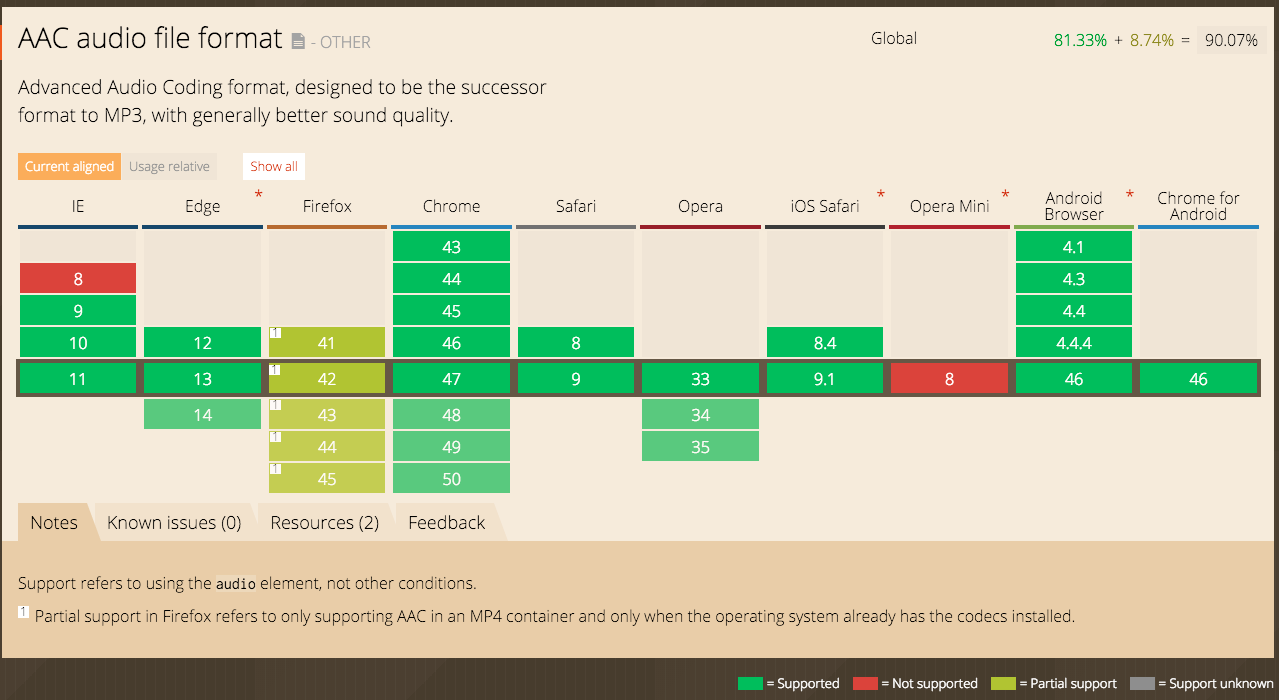 AAC audio file format - OTHER
Global 81.33% + 8.74% = 90.07%
Advanced Audio Coding format, designed to be the successor
format to MP3, with generally better sound quality.
Current aligned Usage relative Show all
IE Edge * Firefox Chrome Safari Opera iOS Safari * Opera Mini * Android Browser * Chrome for Android
43 4.1
8 44 4.3
9 45 4.4
10 12 1 41 46 8 8.4 4.4.4
11 13 1 42 47 9 33 9.1 8 46 46
14 1 43 48 34
1 44 49 35
1 45 50
Notes Known issues (0) Resources (2) Feedback
Support refers to using the audio element, not other conditions.
1 Partial support in Firefox refers to only supporting AAC in an MP4 container and only when the operating system already has the codecs installed.
= Supported = Not supported = Partial support = Support unknown